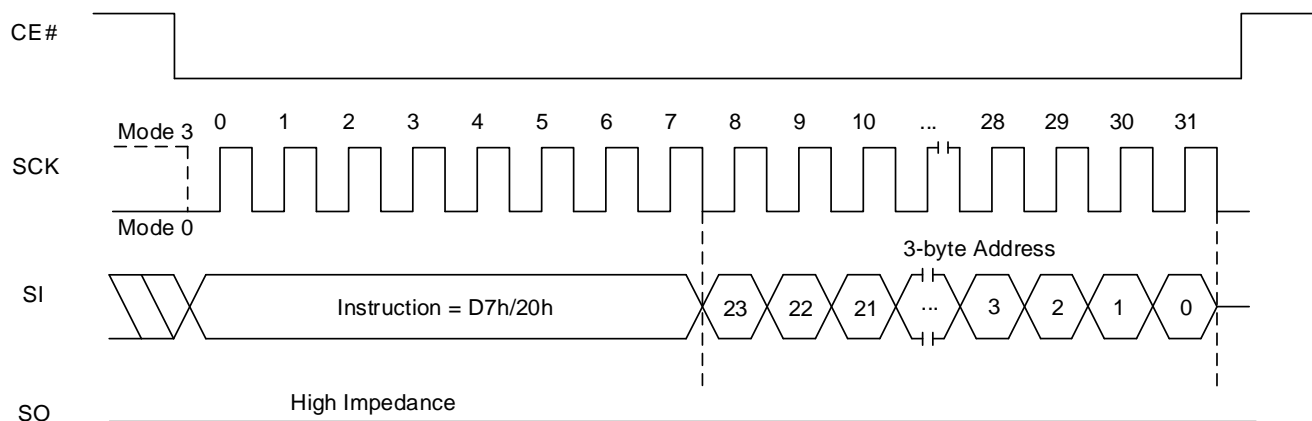 CE#
Mode 3
0 1 2 3 4 5 6 7 8 9 10 ... 28 29 30 31
SCK
Mode 0
3-byte Address
SI
Instruction = D7h/20h
23 22 21 ... 3 2 1 0
High Impedance
SO